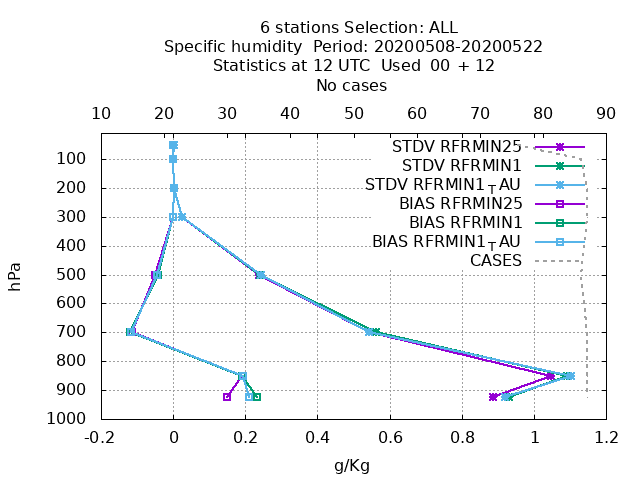 6 stations Selection: ALL
Specific humidity  Period: 20200508-20200522
Statistics at 12 UTC  Used  00 + 12
No cases
10 20 30 40 50 60 70 80 90
STDV RFRMIN25
STDV RFRMIN1
STDV RFRMIN1TAU
BIAS RFRMIN25
BIAS RFRMIN1
BIAS RFRMIN1TAU
CASES
100
200
300
400
500
600
700
800
900
1000
hPa
-0.2 0 0.2 0.4 0.6 0.8 1 1.2
g/Kg